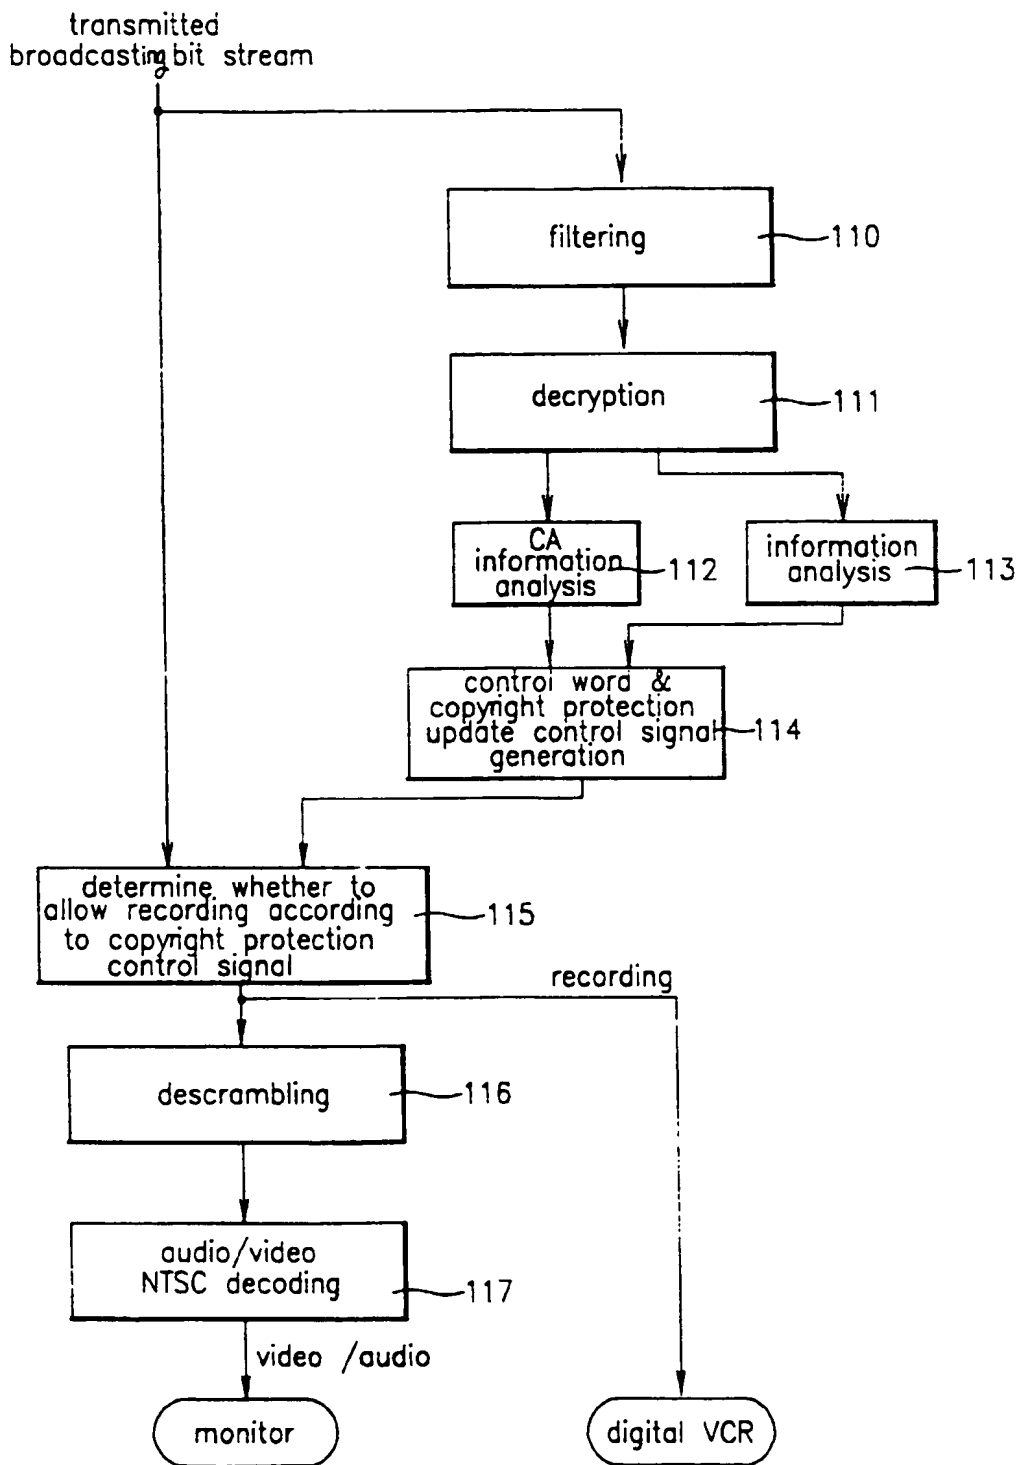 transmitted
broadcasting bit stream
filtering
110
decryption
111
CA
information
analysis
112
information
analysis
113
control word &
copyright protection
update control signal
generation
114
determine whether to
allow recording according
to copyright protection
control signal
115
recording
descrambling
116
audio/video
NTSC decoding
117
video /audio
monitor
digital VCR